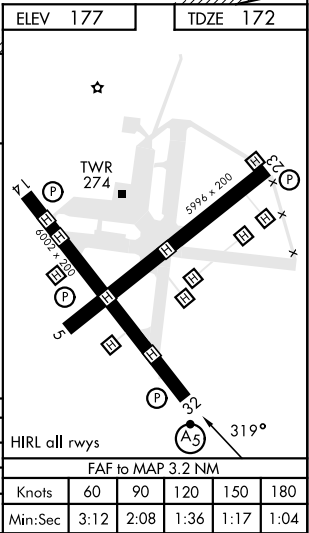 ELEV 177
TDZE 172
TWR
274
P
23
P
5996 x 200
14
H
H
H
H
H
6002 x 200
H
H
H
P
H
H
5
H
H
P
32
A5
319°
HIRL all rwys
FAF to MAP 3.2 NM
Knots 60 90 120 150 180
Min:Sec 3:12 2:08 1:36 1:17 1:04